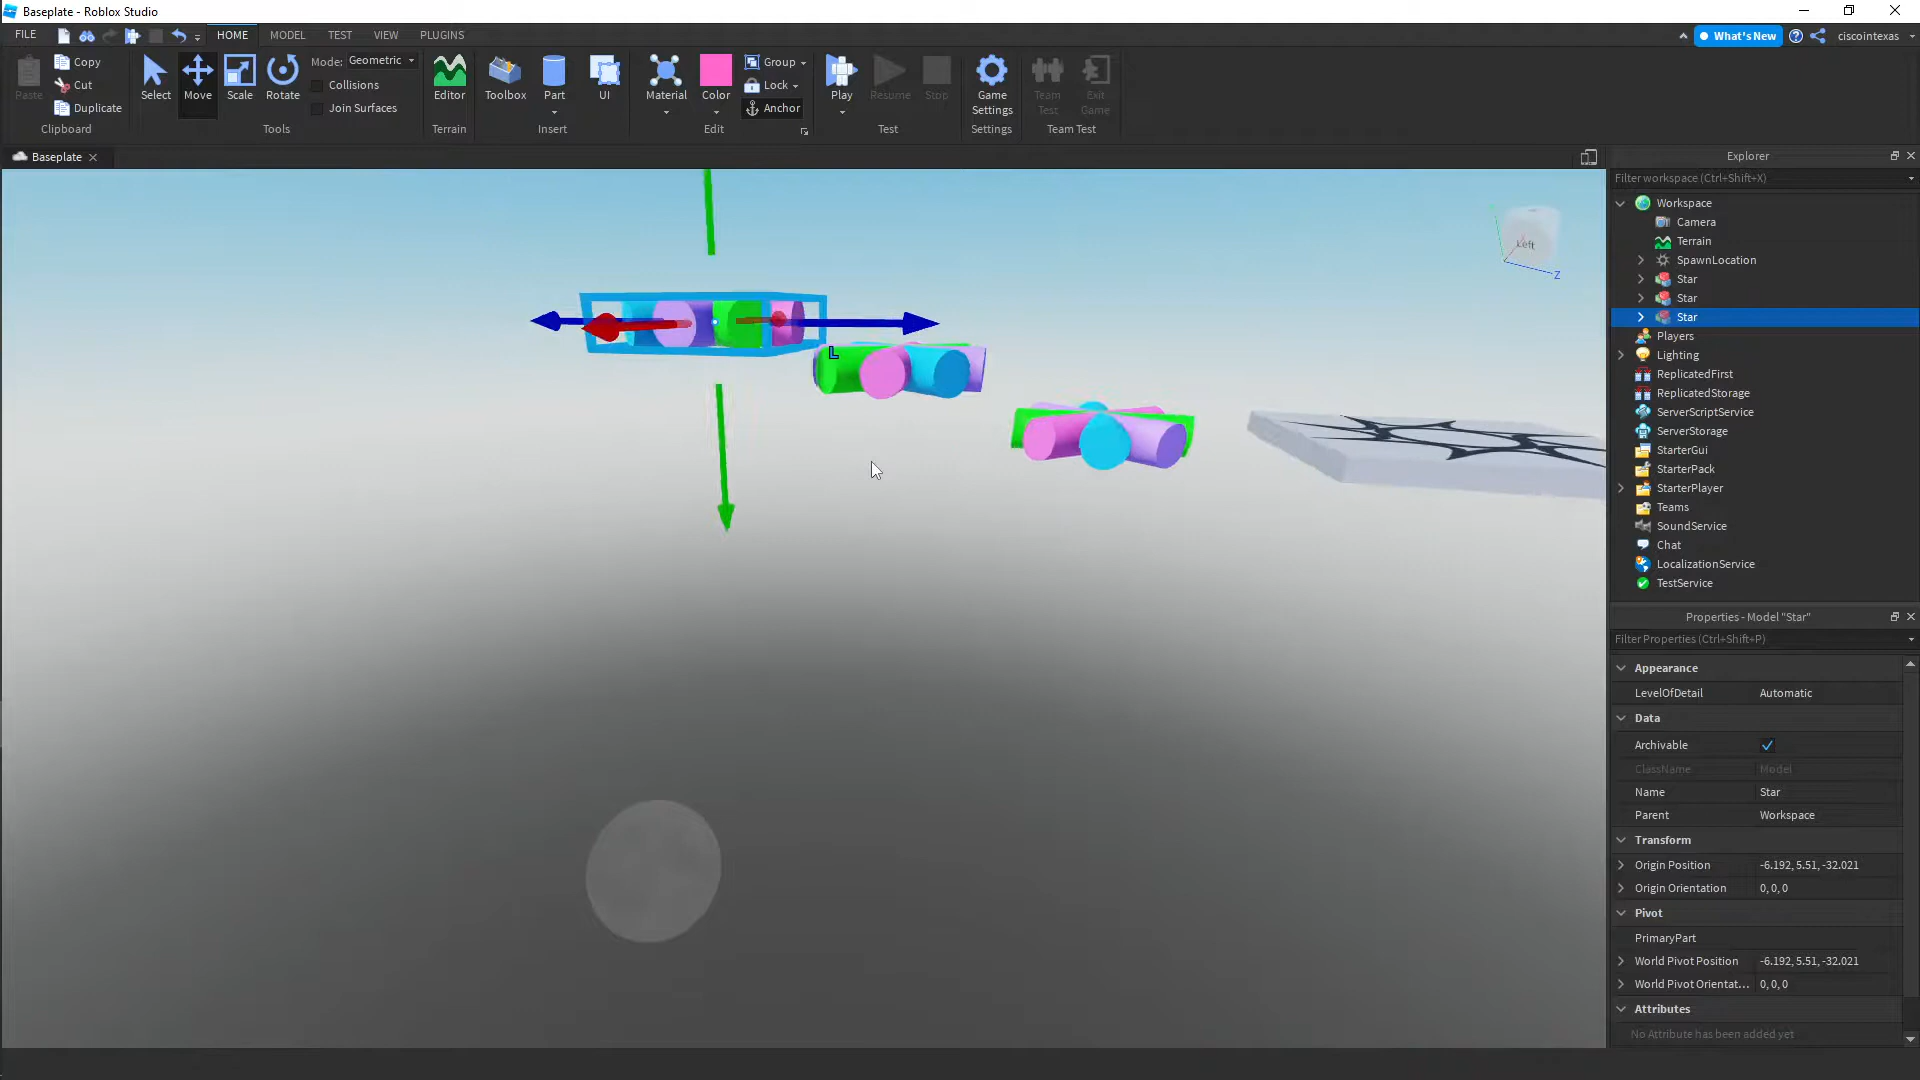 Baseplate - Roblox Studio
FILE
HOME
MODEL
TEST
VIEW
PLUGINS
What's New
ciscointexas
Paste
Copy
Cut
Duplicate
Clipboard
Select
Move
Scale
Rotate
Mode: Geometric
Collisions
Join Surfaces
Tools
Editor
Terrain
Toolbox
Part
UI
Insert
Material
Color
Group
Lock
Anchor
Edit
Play
Resume
Stop
Test
Game
Settings
Settings
Team
Test
Exit
Game
Team Test
Baseplate
Left
Z
L
Explorer
Filter workspace (Ctrl+Shift+X)
Workspace
Camera
Terrain
SpawnLocation
Star
Star
Star
Players
Lighting
ReplicatedFirst
ReplicatedStorage
ServerScriptService
ServerStorage
StarterGui
StarterPack
StarterPlayer
Teams
SoundService
Chat
LocalizationService
TestService
Properties - Model "Star"
Filter Properties (Ctrl+Shift+P)
Appearance
LevelOfDetail Automatic
Data
Archivable
ClassName Model
Name Star
Parent Workspace
Transform
Origin Position -6.192, 5.51, -32.021
Origin Orientation 0, 0, 0
Pivot
PrimaryPart
World Pivot Position -6.192, 5.51, -32.021
World Pivot Orientat... 0, 0, 0
Attributes
No Attribute has been added yet